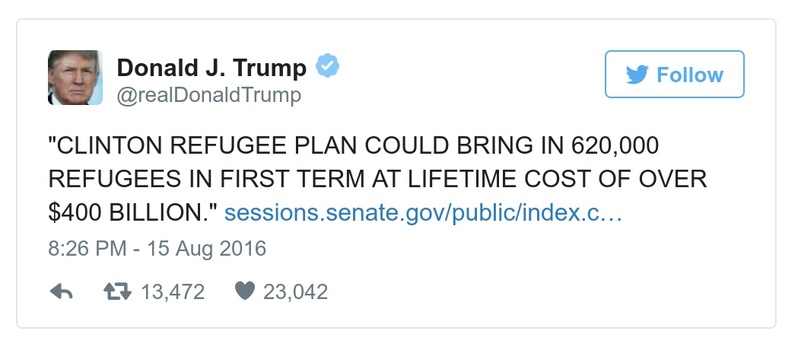 Donald J. Trump
@realDonaldTrump
Follow
"CLINTON REFUGEE PLAN COULD BRING IN 620,000
REFUGEES IN FIRST TERM AT LIFETIME COST OF OVER
$400 BILLION." sessions.senate.gov/public/index.c…
8:26 PM - 15 Aug 2016
13,472 23,042